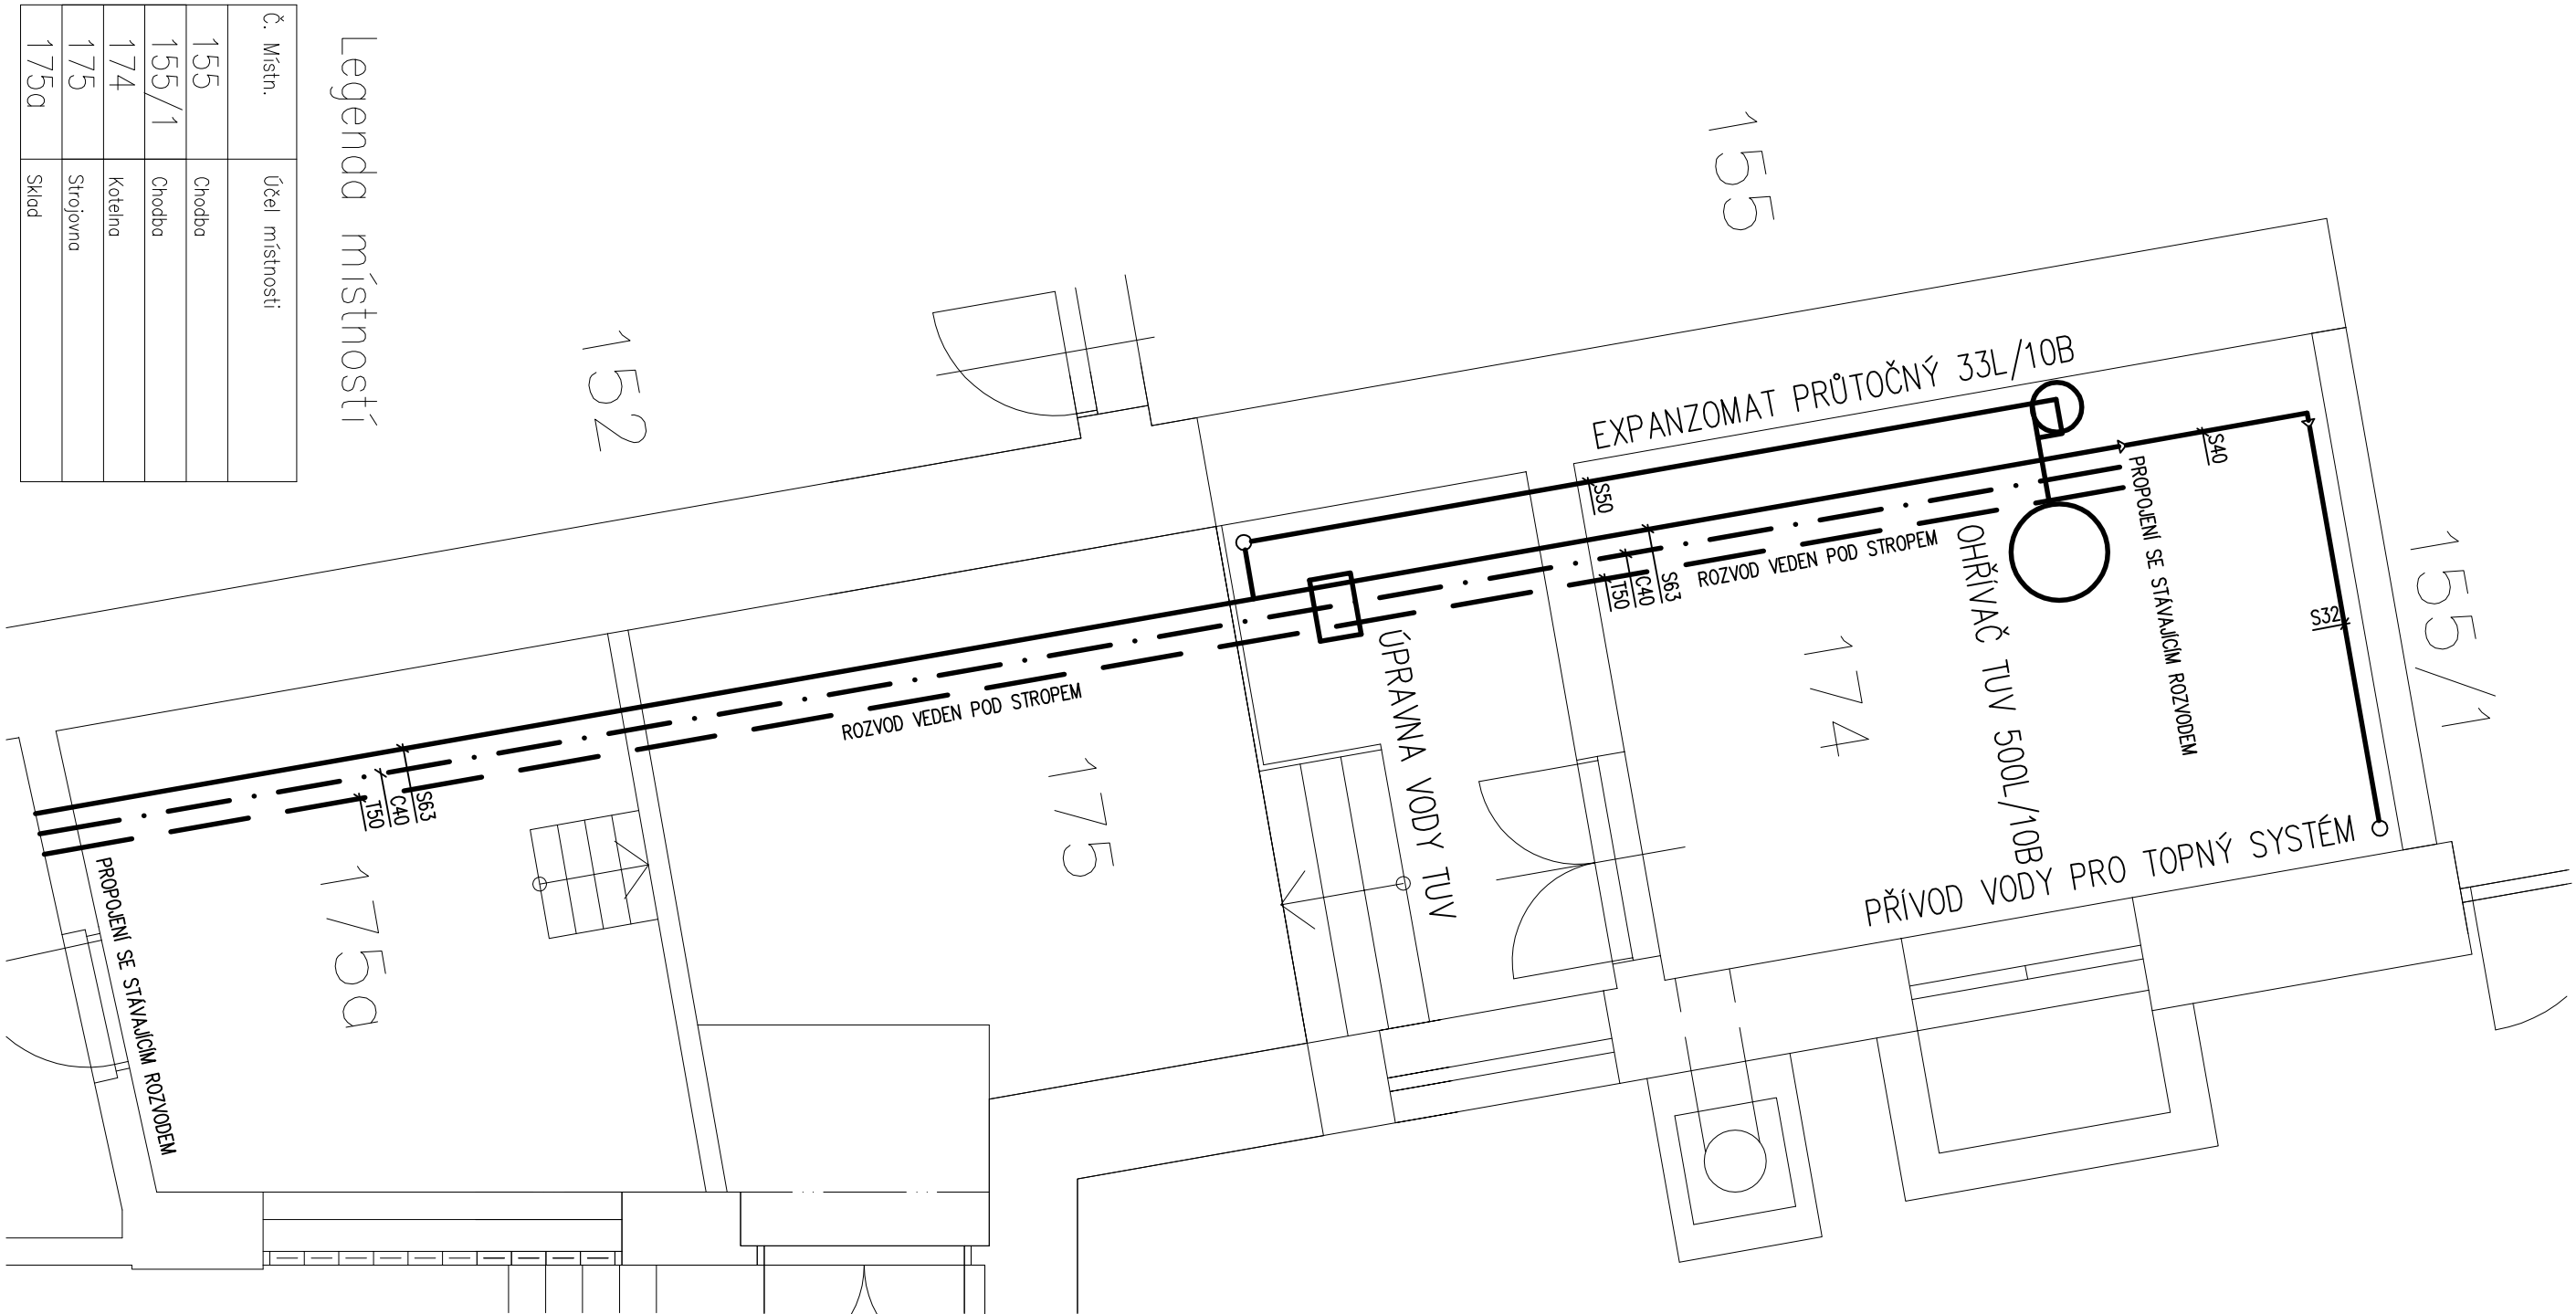 Legenda místností
Č. Místn. Účel místnosti
155 Chodba
155/1 Chodba
174 Kotelna
175 Strojovna
175a Sklad
155
152
EXPANZOMAT PRŮTOČNÝ 33L/10B
S40
S50
PROPOJENÍ SE STÁVAJÍCÍM ROZVODEM
155/1
OHŘÍVAČ TUV 500L/10B
ROZVOD VEDEN POD STROPEM
S63
C40
T50
S32
174
ÚPRAVNA VODY TUV
ROZVOD VEDEN POD STROPEM
175
S63
C40
T50
PŘÍVOD VODY PRO TOPNÝ SYSTÉM
175a
PROPOJENÍ SE STÁVAJÍCÍM ROZVODEM